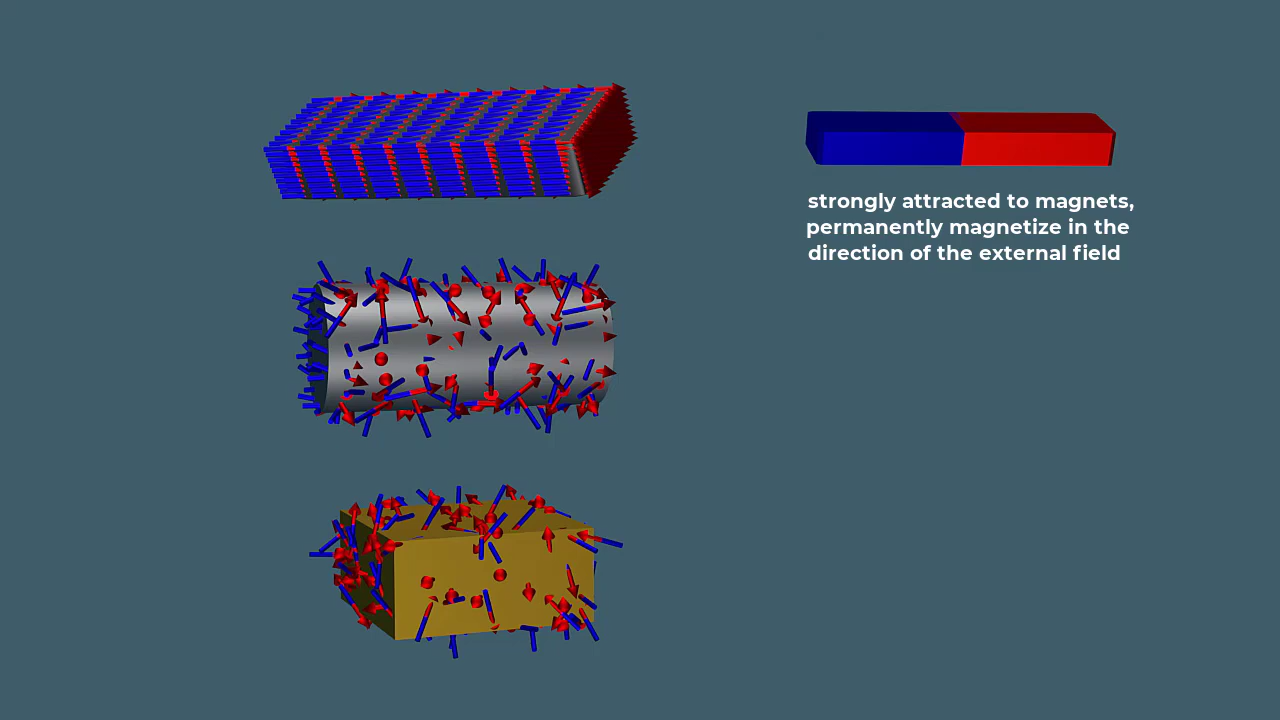 strongly attracted to magnets,
permanently magnetize in the
direction of the external field